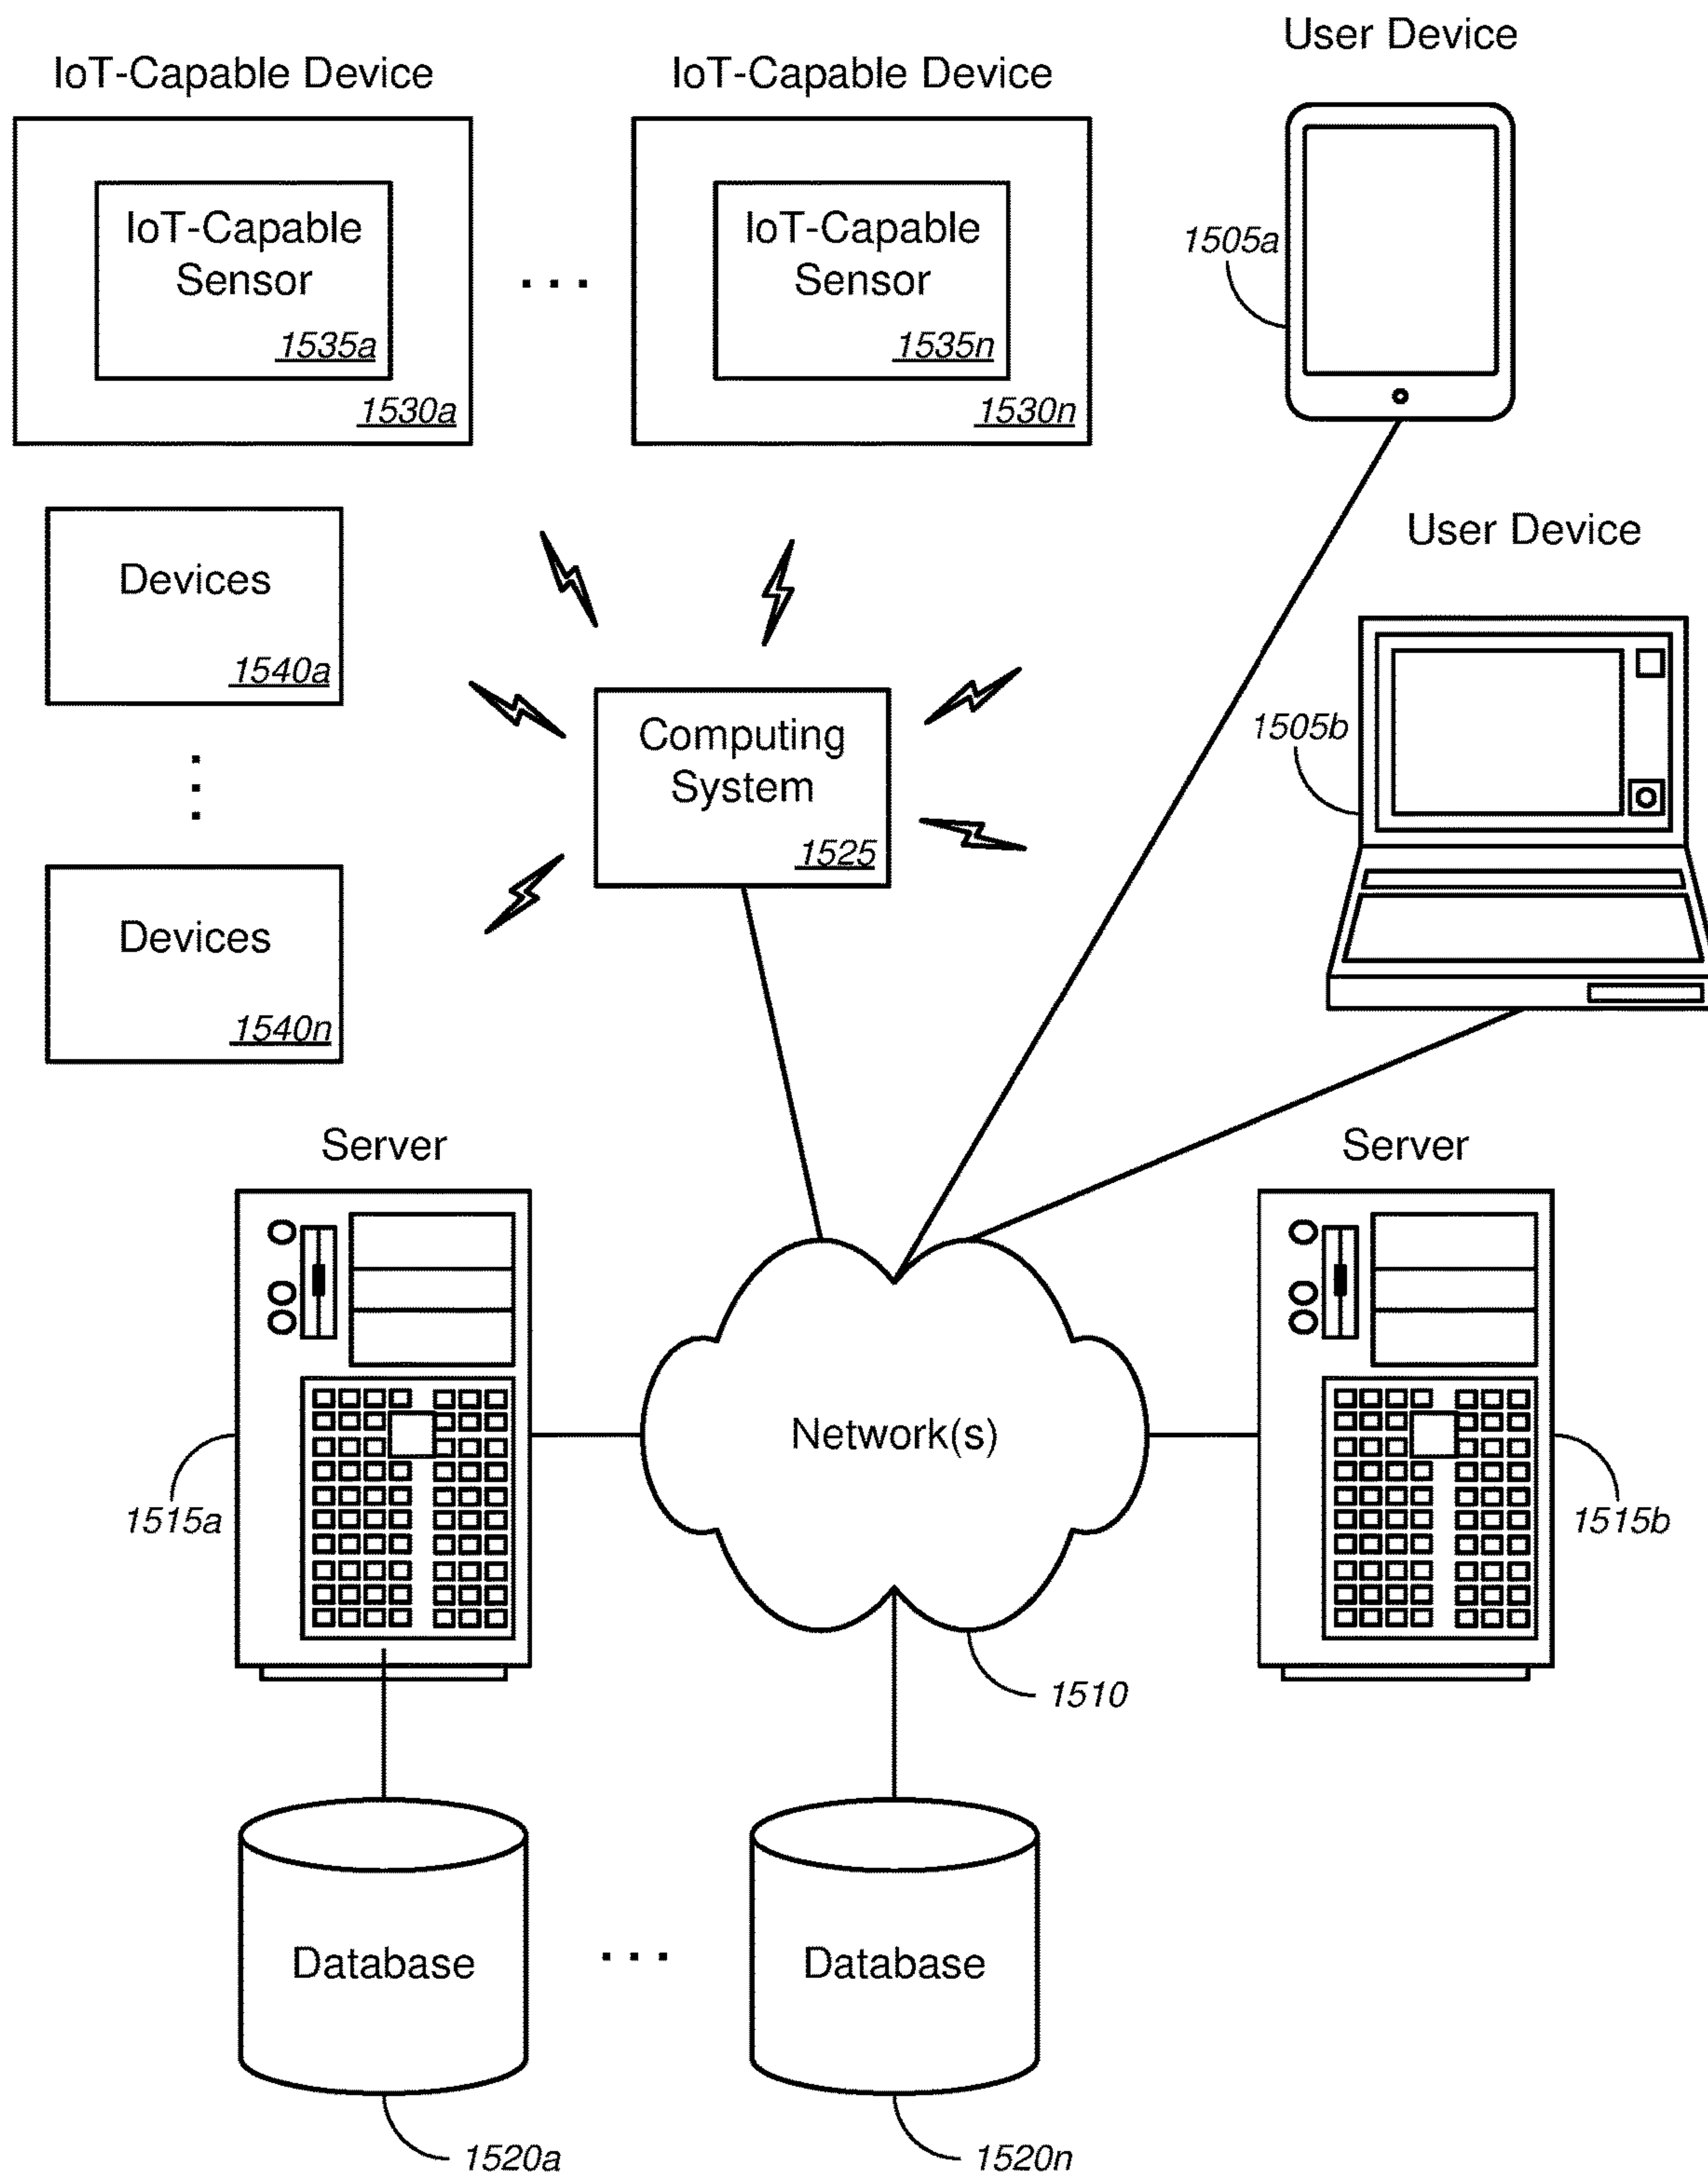 User Device
IoT-Capable Device
IoT-Capable Device
IoT-Capable
Sensor
1535a
1530a
. . .
IoT-Capable
Sensor
1535n
1530n
1505a
User Device
Devices
1540a
1505b
Computing
System
1525
Devices
1540n
Server
Server
Network(s)
1515a
1515b
1510
Database
. . .
Database
1520a
1520n